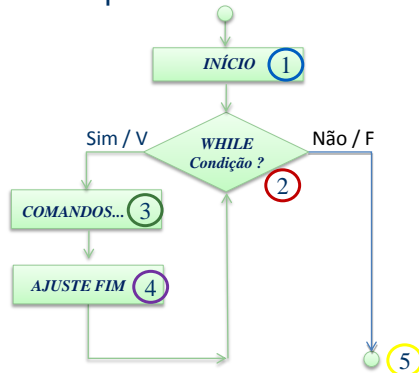 INÍCIO 1
Sim / V
WHILE
Condição ?
Não / F
2
COMANDOS... 3
AJUSTE FIM 4
5